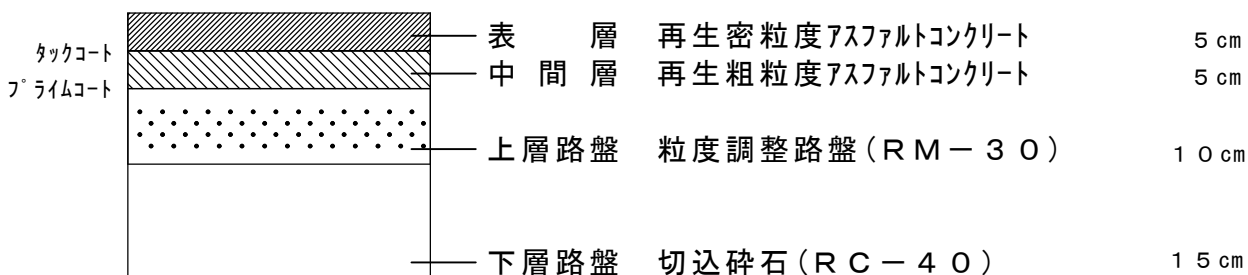 表　　層　再生密粒度ｱｽﾌｧﾙﾄｺﾝｸﾘｰﾄ　5cm
ﾀｯｸｺｰﾄ
中間層　再生粗粒度ｱｽﾌｧﾙﾄｺﾝｸﾘｰﾄ　5cm
ﾌﾟﾗｲﾑｺｰﾄ
上層路盤　粒度調整路盤(ＲＭ－３０)　１０cm
下層路盤　切込砕石(ＲＣ－４０)　１５cm